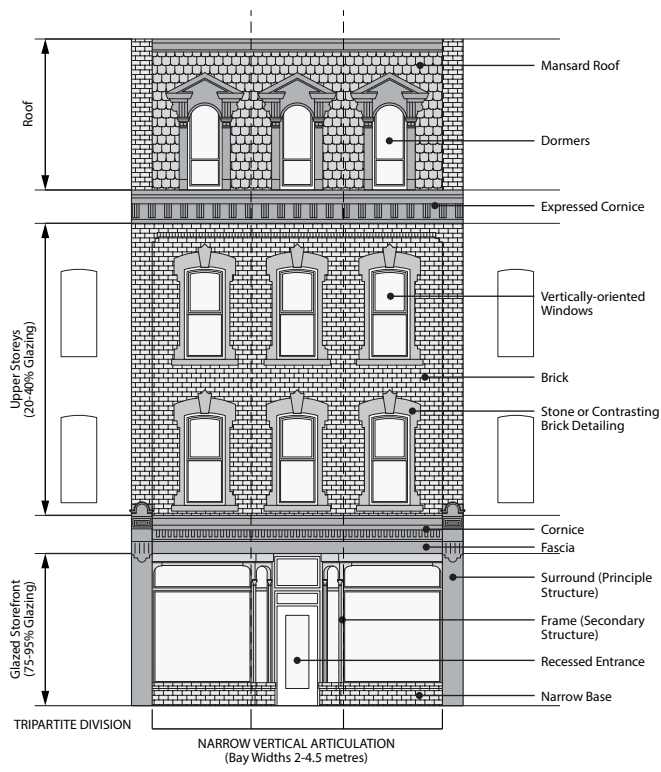 Roof
Mansard Roof
Dormers
Expressed Cornice
Upper Storeys
(20-40% Glazing)
Vertically-oriented
Windows
Brick
Stone or Contrasting
Brick Detailing
Cornice
Fascia
Glazed Storefront
(75-95% Glazing)
Surround (Principle
Structure)
Frame (Secondary
Structure)
Recessed Entrance
Narrow Base
TRIPARTITE DIVISION
NARROW VERTICAL ARTICULATION
(Bay Widths 2-4.5 metres)